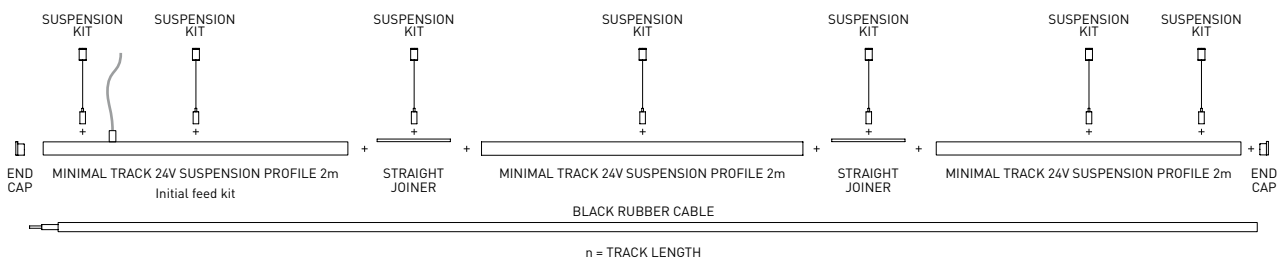 SUSPENSION
KIT
SUSPENSION
KIT
SUSPENSION
KIT
SUSPENSION
KIT
SUSPENSION
KIT
SUSPENSION
KIT
SUSPENSION
KIT
+
+
+
+
+
+
+
+
+
+
+
+
END
CAP
MINIMAL TRACK 24V SUSPENSION PROFILE 2m
Initial feed kit
STRAIGHT
JOINER
MINIMAL TRACK 24V SUSPENSION PROFILE 2m
STRAIGHT
JOINER
MINIMAL TRACK 24V SUSPENSION PROFILE 2m
END
CAP
BLACK RUBBER CABLE
n = TRACK LENGTH